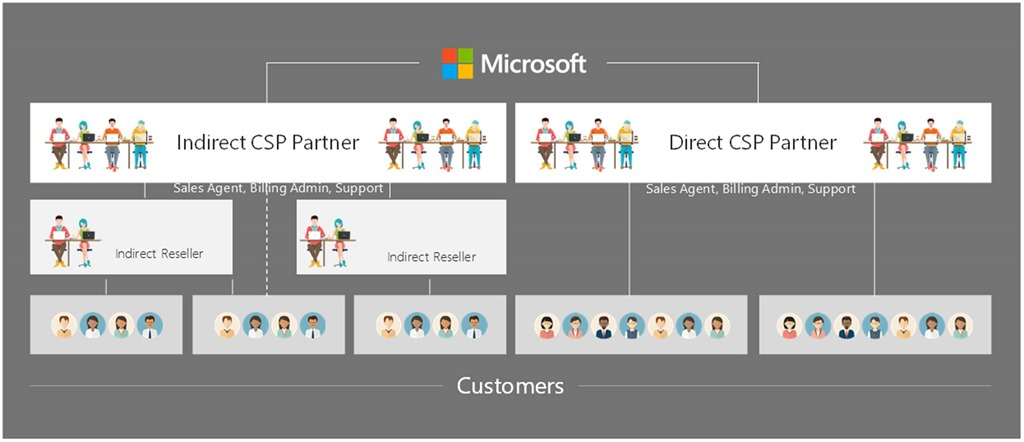 Microsoft
Indirect CSP Partner
Direct CSP Partner
Sales Agent, Billing Admin, Support
Sales Agent, Billing Admin, Support
Indirect Reseller
Indirect Reseller
Customers